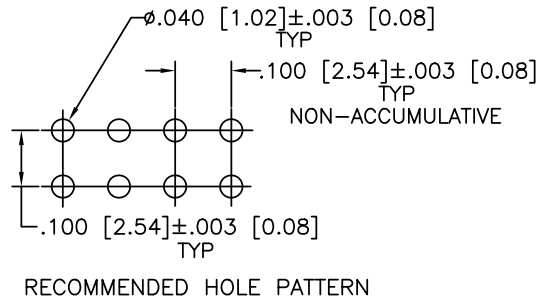 ø.040 [1.02]±.003 [0.08]
TYP
.100 [2.54]±.003 [0.08]
TYP
NON-ACCUMULATIVE
.100 [2.54]±.003 [0.08]
TYP
RECOMMENDED HOLE PATTERN